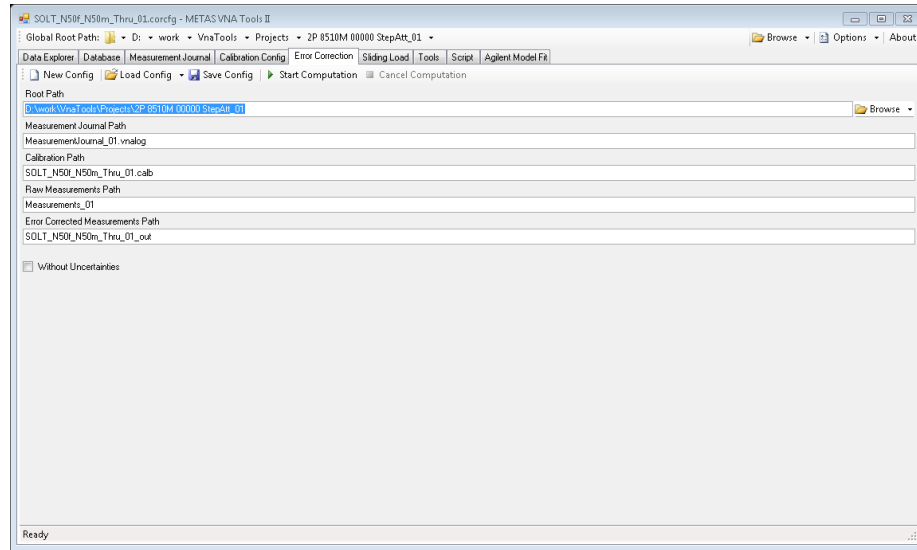 SOLT_N50f_N50m_Thru_01.corcfg - METAS VNA Tools II
Global Root Path: D: work VnaTools Projects 2P 8510M 00000 StepAtt_01 Browse Options About
Data Explorer Database Measurement Journal Calibration Config Error Correction Sliding Load Tools Script Agilent Model Fit
New Config Load Config Save Config Start Computation Cancel Computation
Root Path
D:\work\VnaTools\Projects\2P 8510M 00000 StepAtt_01 Browse
Measurement Journal Path
MeasurementJournal_01.vnalog
Calibration Path
SOLT_N50f_N50m_Thru_01.calb
Raw Measurements Path
Measurements_01
Error Corrected Measurements Path
SOLT_N50f_N50m_Thru_01_out
Without Uncertainties
Ready